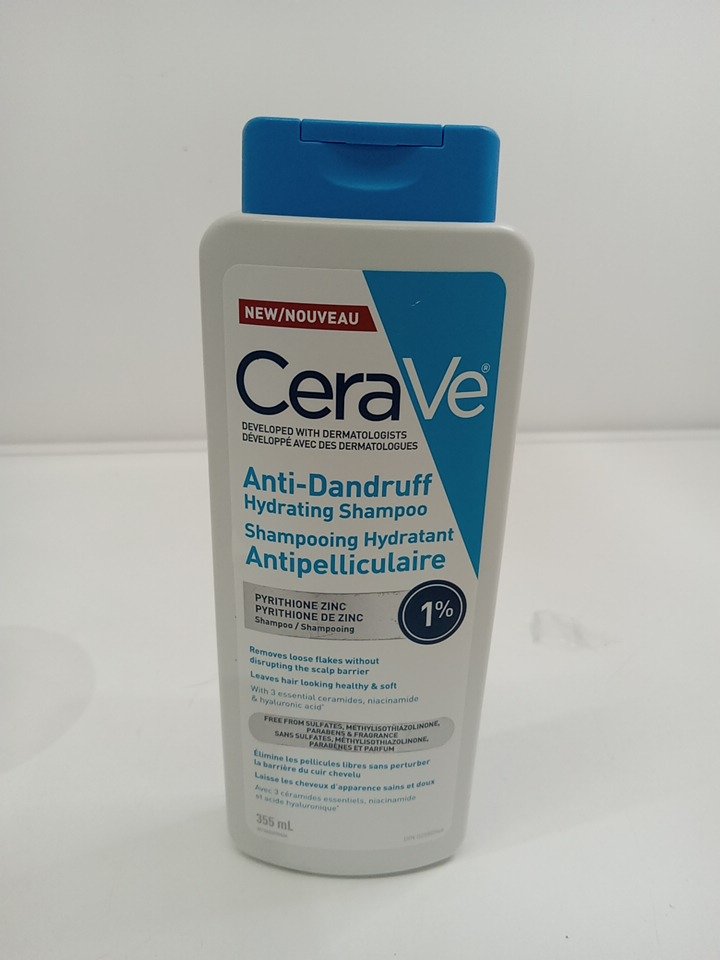 NEW/NOUVEAU
CeraVe®
DEVELOPED WITH DERMATOLOGISTS
DÉVELOPPÉ AVEC DES DERMATOLOGUES
Anti-Dandruff
Hydrating Shampoo
Shampooing Hydratant
Antipelliculaire
PYRITHIONE ZINC
PYRITHIONE DE ZINC
Shampoo / Shampooing
1%
Removes loose flakes without
disrupting the scalp barrier
Leaves hair looking healthy & soft
With 3 essential ceramides, niacinamide
& hyaluronic acid*
FREE FROM SULFATES, METHYLISOTHIAZOLINONE,
PARABENS & FRAGRANCE
SANS SULFATES, MÉTHYLISOTHIAZOLINONE,
PARABÈNES ET PARFUM
Élimine les pellicules libres sans perturber
la barrière du cuir chevelu
Laisse les cheveux d'apparence sains et doux
Avec 3 céramides essentiels, niacinamide
et acide hyaluronique*
355 mL